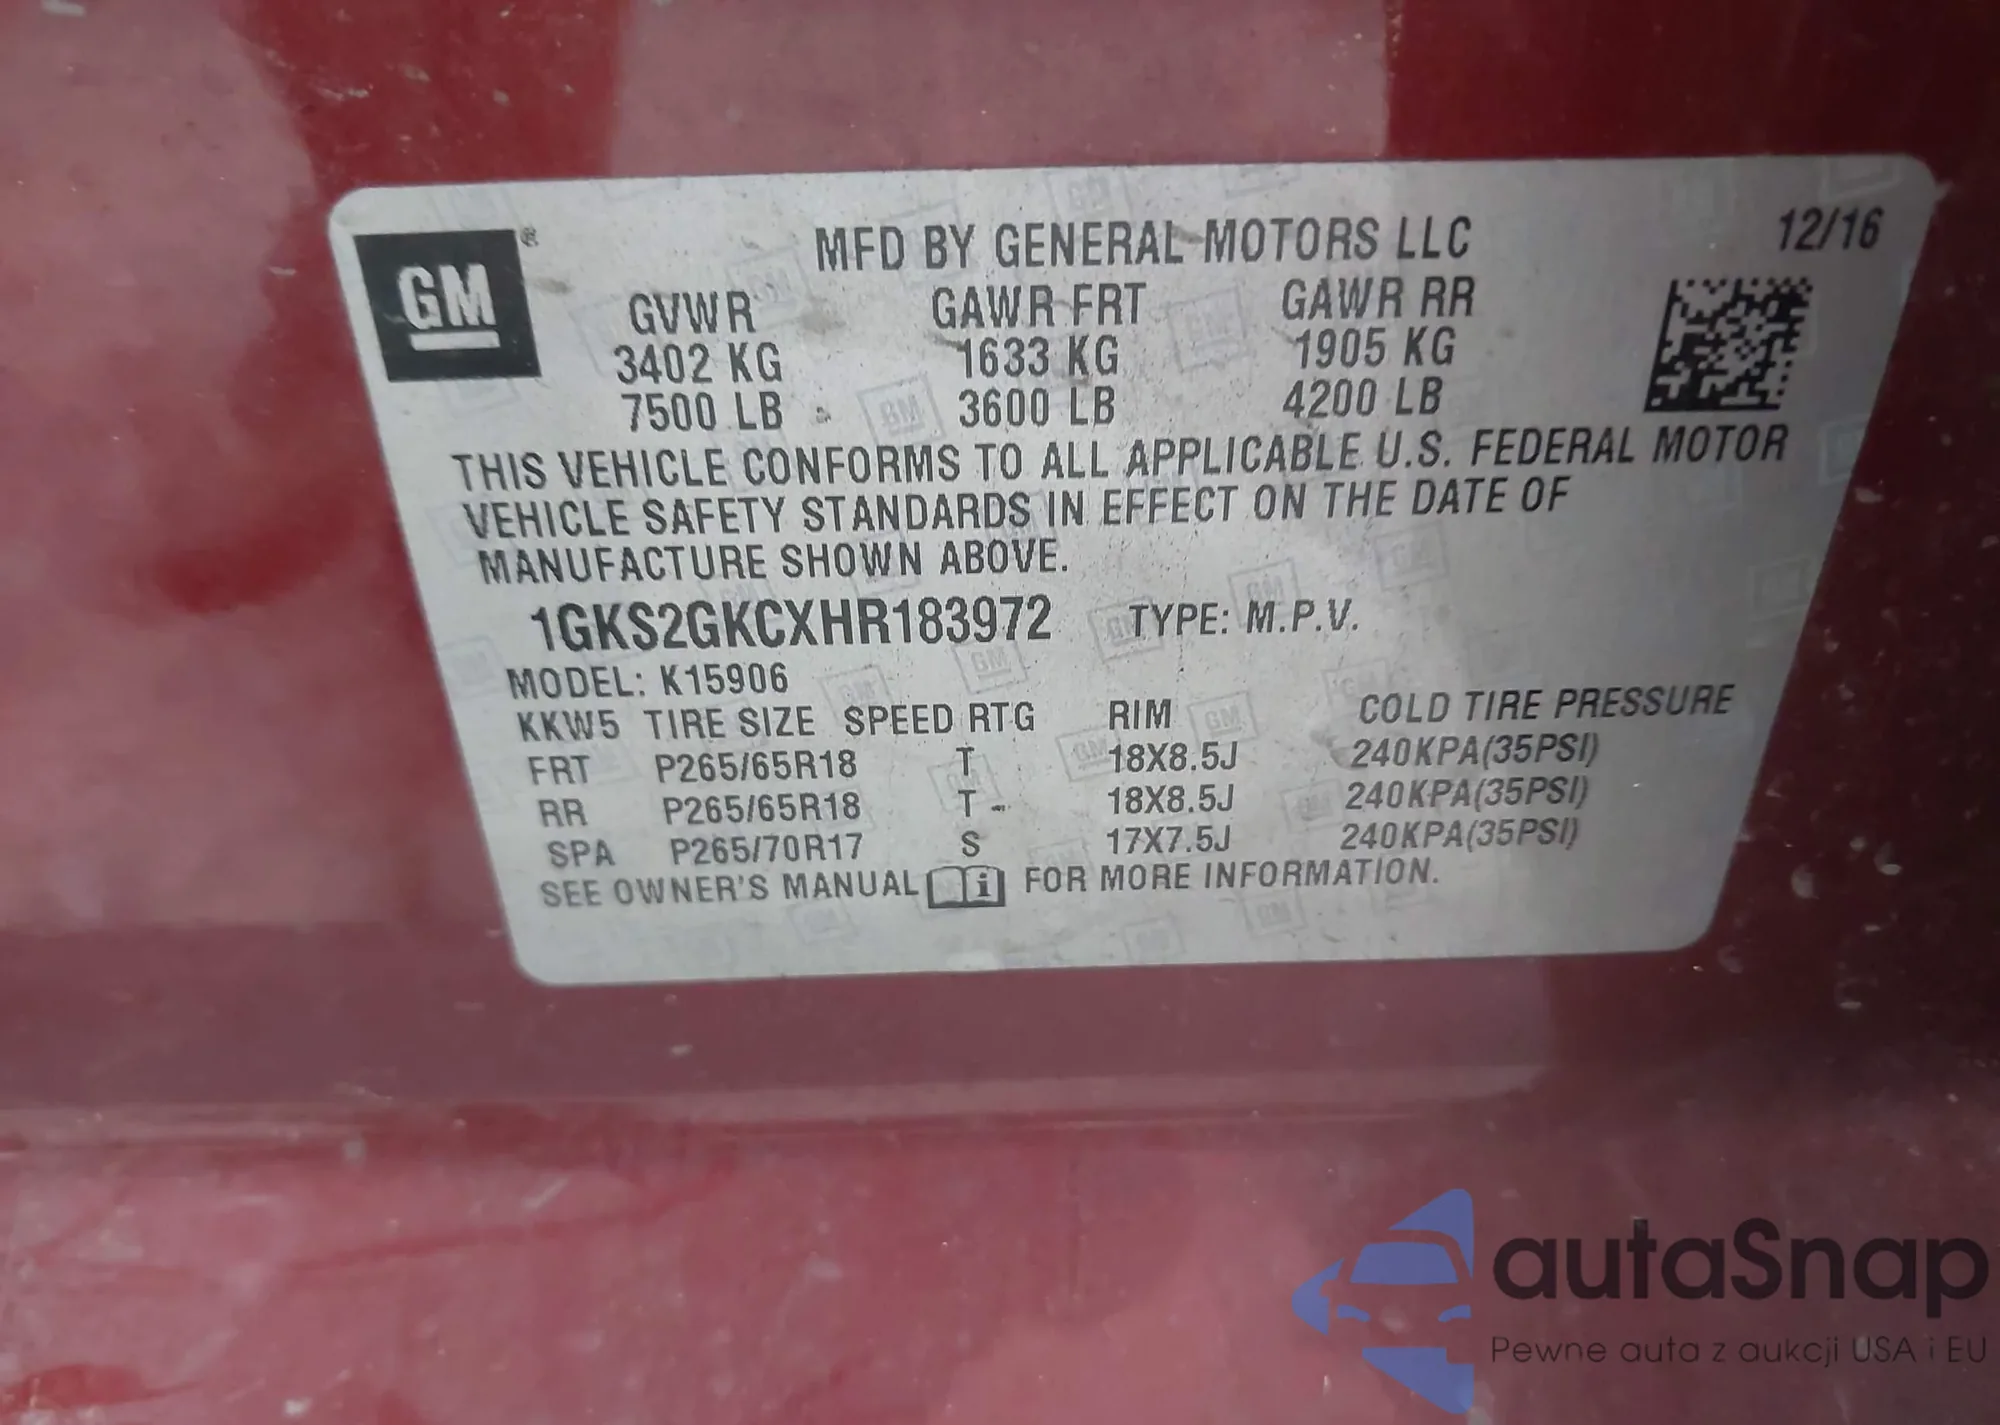 GM ®
MFD BY GENERAL MOTORS LLC 12/16
GVWR GAWR FRT GAWR RR
3402 KG 1633 KG 1905 KG
7500 LB 3600 LB 4200 LB
THIS VEHICLE CONFORMS TO ALL APPLICABLE U.S. FEDERAL MOTOR
VEHICLE SAFETY STANDARDS IN EFFECT ON THE DATE OF
MANUFACTURE SHOWN ABOVE.
1GKS2GKCXHR183972 TYPE: M.P.V.
MODEL: K15906
KKW5 TIRE SIZE SPEED RTG RIM COLD TIRE PRESSURE
FRT P265/65R18 T 18X8.5J 240KPA(35PSI)
RR P265/65R18 T 18X8.5J 240KPA(35PSI)
SPA P265/70R17 S 17X7.5J 240KPA(35PSI)
SEE OWNER'S MANUAL i FOR MORE INFORMATION.
autaSnap
Pewne auta z aukcji USA i EU